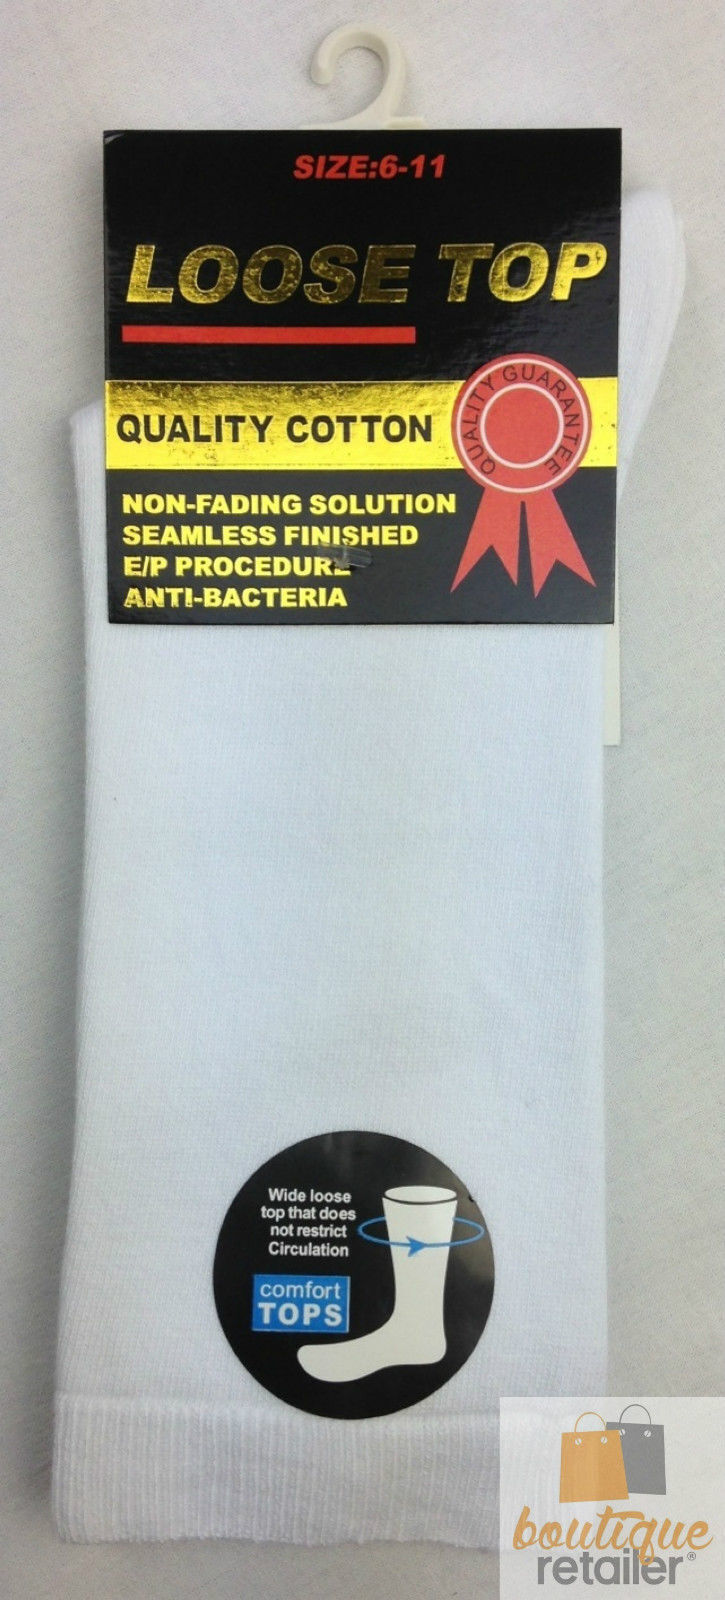 SIZE:6-11
LOOSE TOP
QUALITY COTTON
QUALITY GUARANTEE
NON-FADING SOLUTION
SEAMLESS FINISHED
E/P PROCEDURE
ANTI-BACTERIA
Wide loose
top that does
not restrict
Circulation
comfort
TOPS
boutique
retailer®